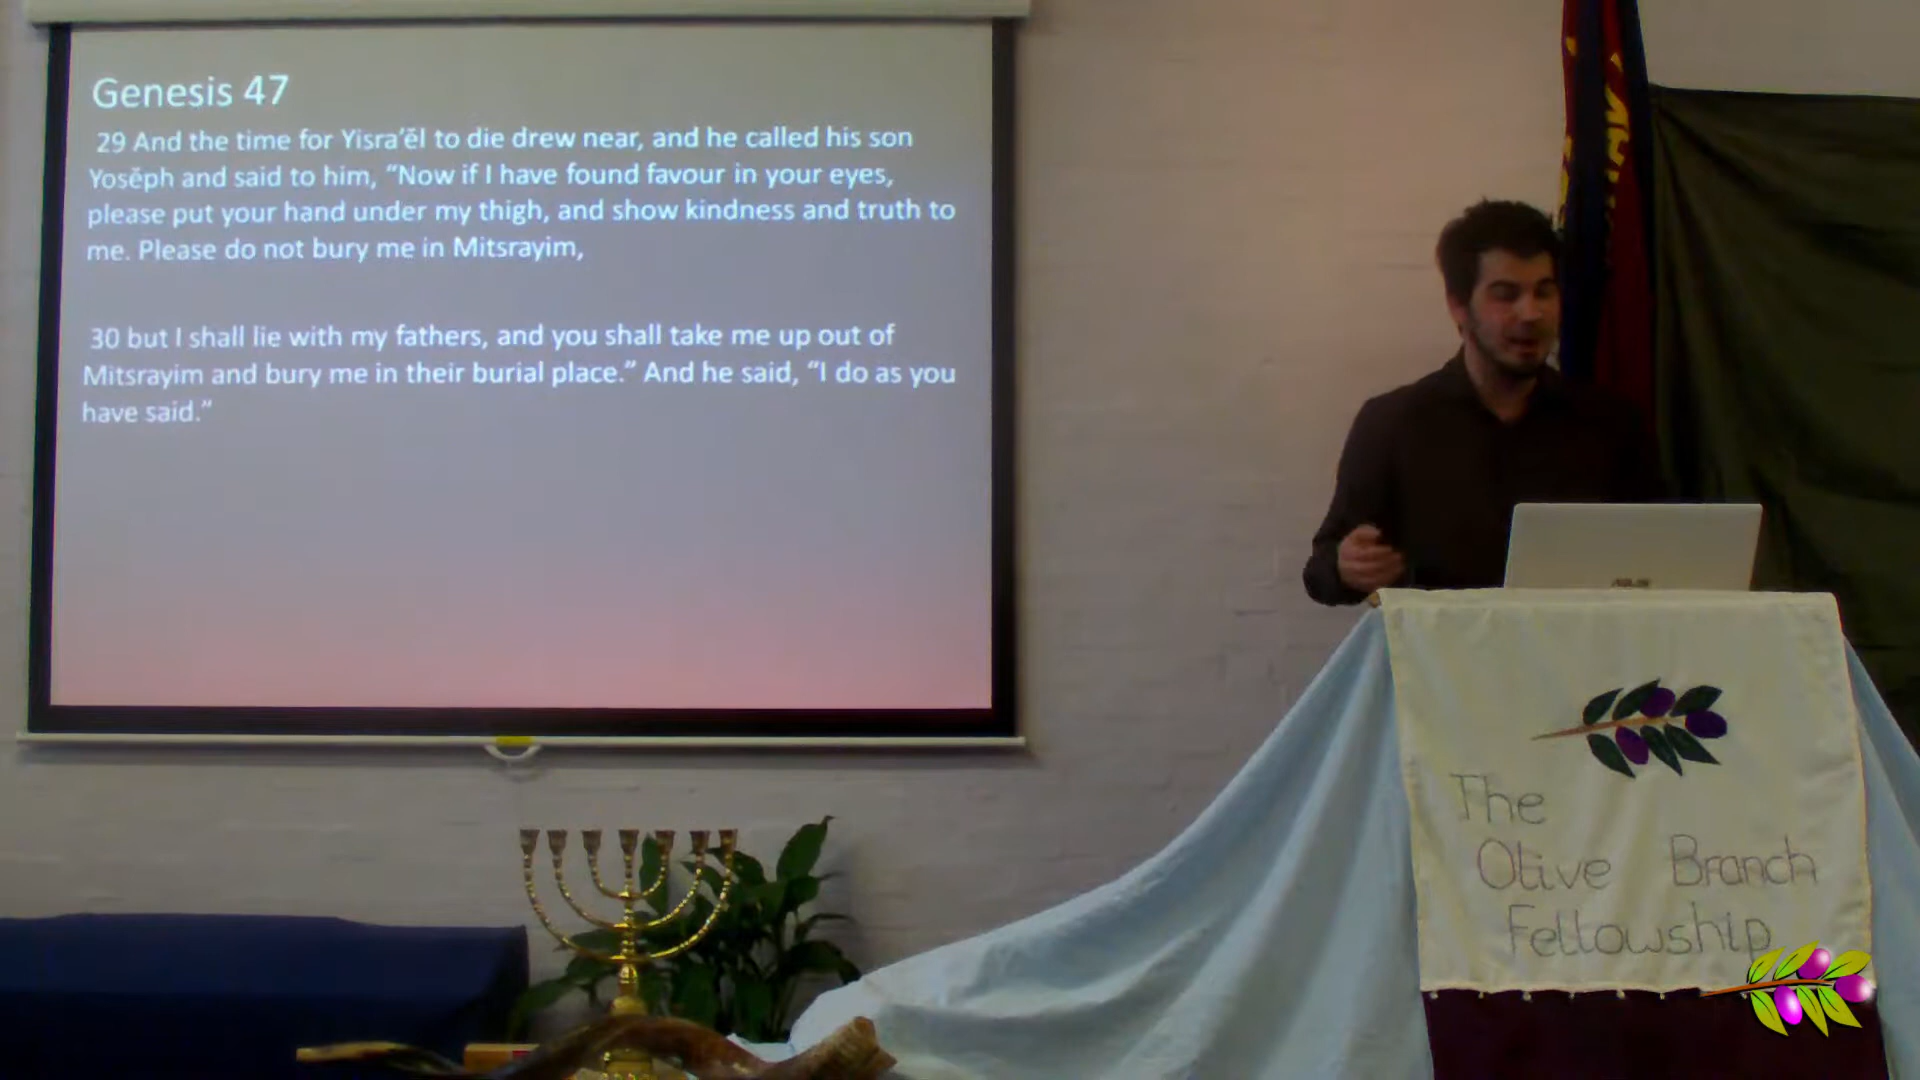 Genesis 47
29 And the time for Yisra’ĕl to die drew near, and he called his son
Yosĕph and said to him, “Now if I have found favour in your eyes,
please put your hand under my thigh, and show kindness and truth to
me. Please do not bury me in Mitsrayim,
30 but I shall lie with my fathers, and you shall take me up out of
Mitsrayim and bury me in their burial place.” And he said, “I do as you
have said.”
ASUS
The
Olive Branch
Fellowship